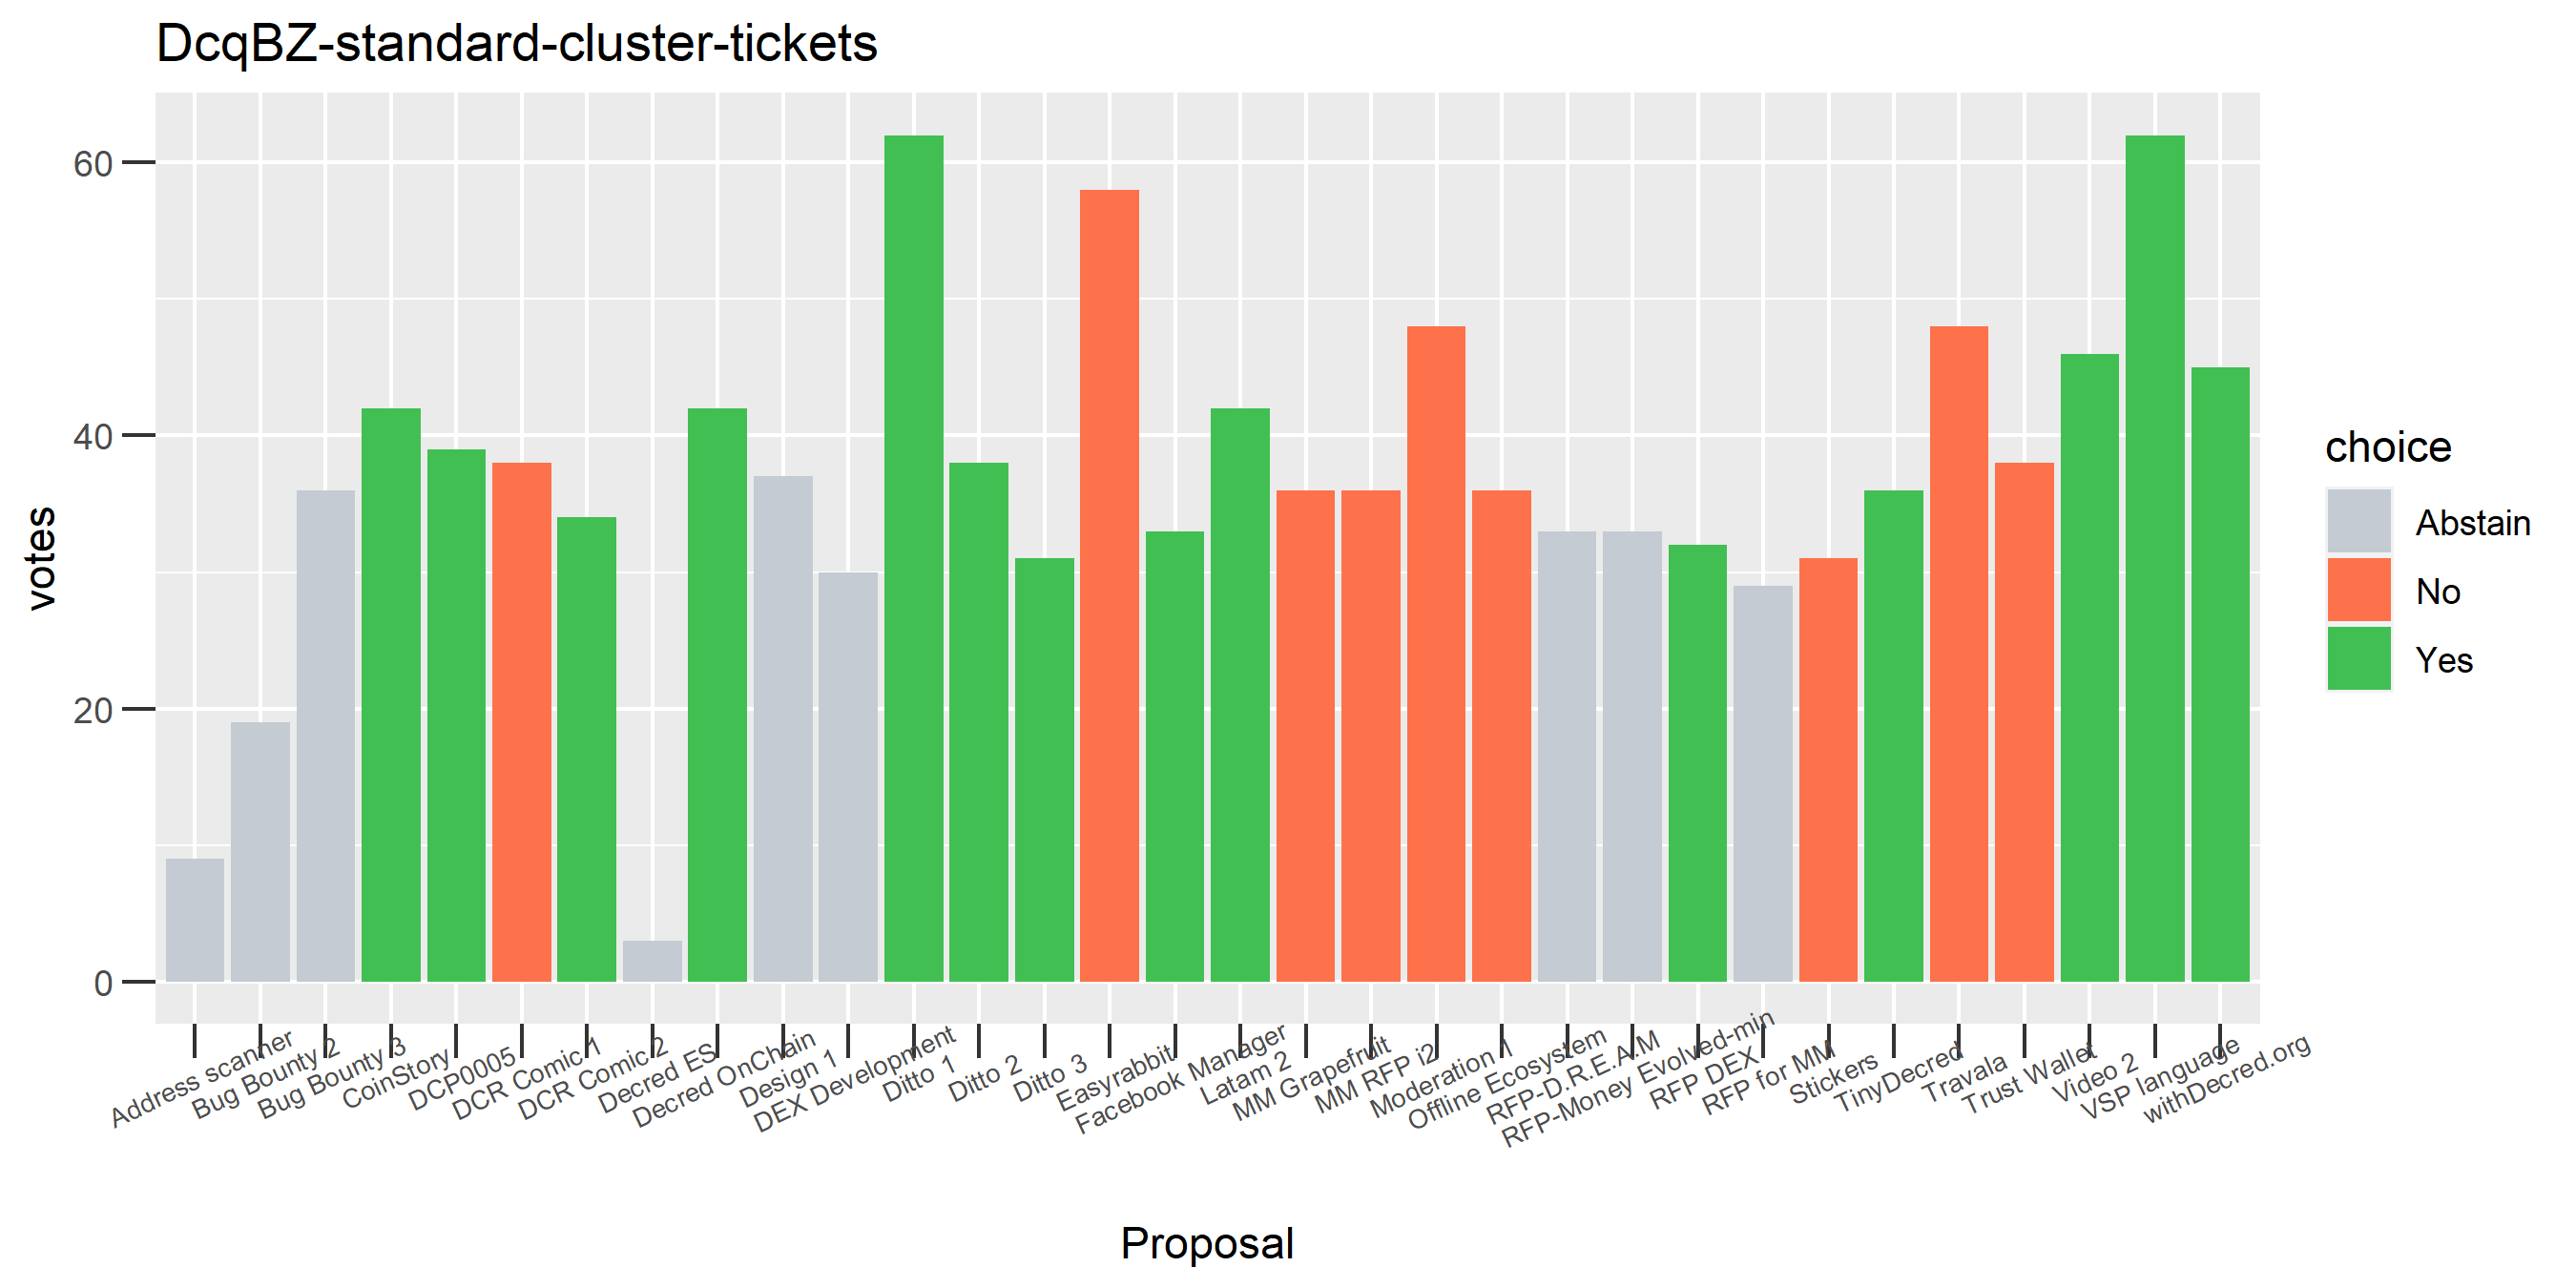 DcqBZ-standard-cluster-tickets
votes
60
40
20
0
Address scanner
Bug Bounty 2
Bug Bounty 3
CoinStory
DCP0005
DCR Comic 1
DCR Comic 2
Decred ES
Decred OnChain
Design 1
DEX Development
Ditto 1
Ditto 2
Ditto 3
Easyrabbit
Facebook Manager
Latam 2
MM Grapefruit
MM RFP i2
Moderation 1
Offline Ecosystem
RFP-D.R.E.A.M
RFP-Money Evolved-min
RFP DEX
RFP for MM
Stickers
TinyDecred
Travala
Trust Wallet
Video 2
VSP language
withDecred.org
Proposal
choice
Abstain
No
Yes